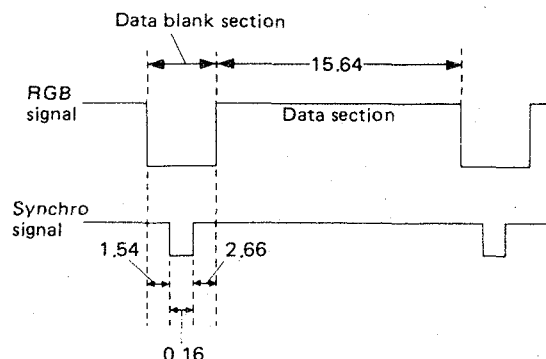 Data blank section
15.64
RGB
signal
Data section
Synchro
signal
1.54
2.66
0.16